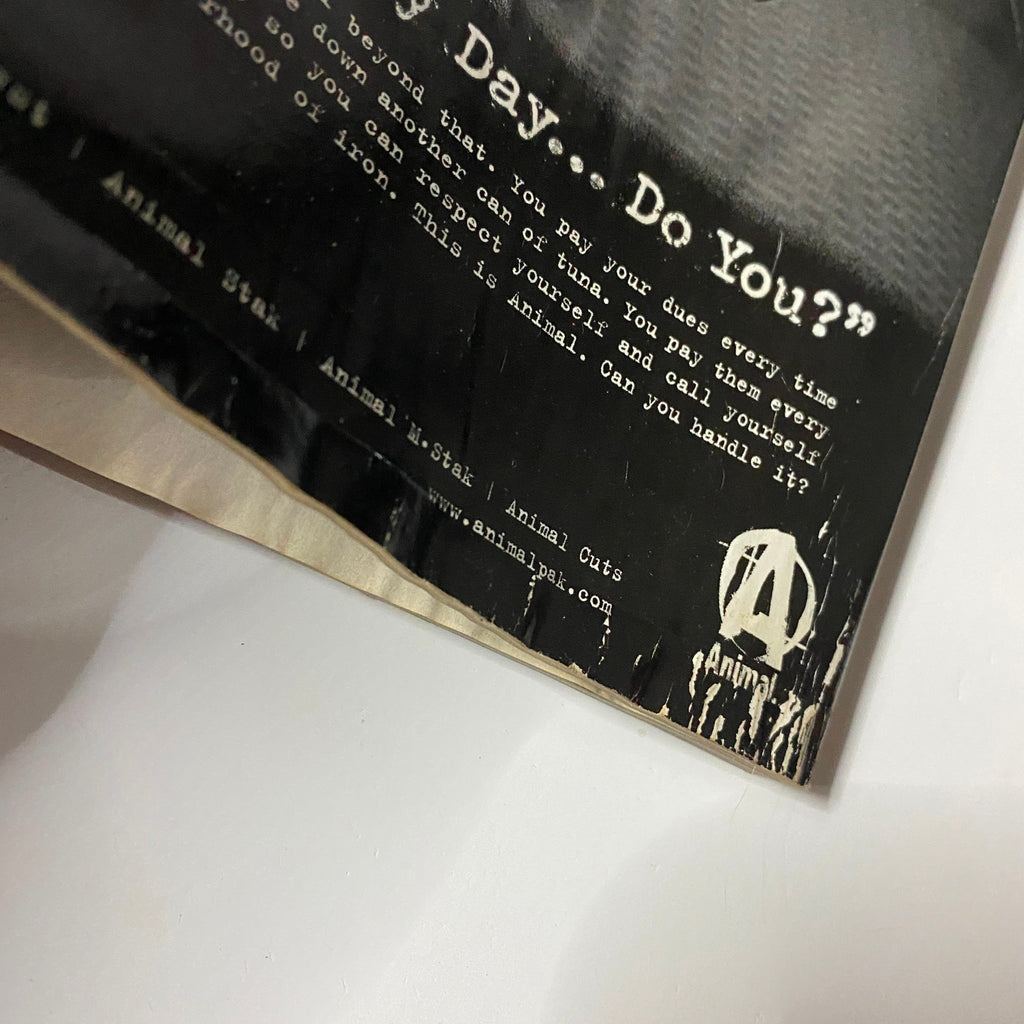 Day... Do You?”
beyond that. You pay your dues every time
down another can of tuna. You pay them every
so you can respect yourself and call yourself
of iron. This is Animal. Can you handle it?
| Animal Stak | Animal M-Stak | Animal Cuts
www.animalpak.com
A
Animal